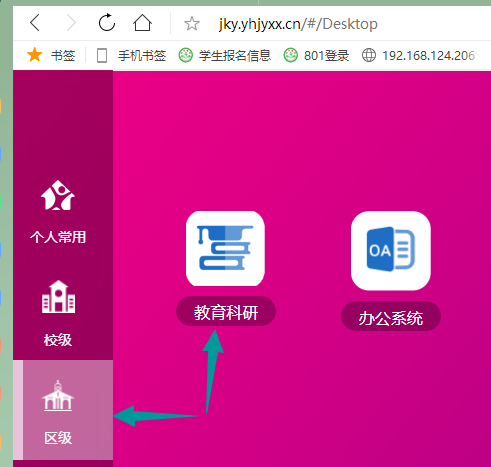 jky.yhjyxx.cn/#/Desktop
书签 手机书签 学生报名信息 801登录 192.168.124.206
个人常用
教育科研
办公系统
OA
校级
区级